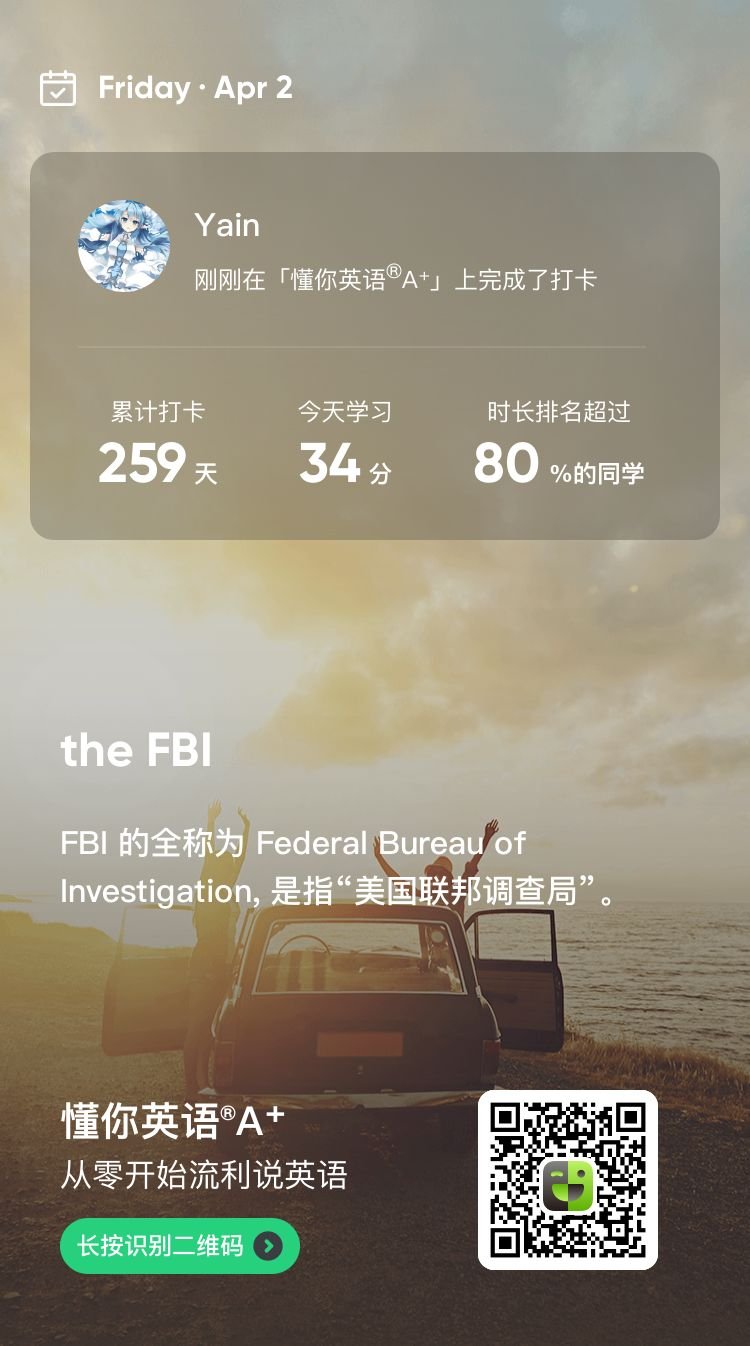 Friday · Apr 2
Yain
刚刚在「懂你英语®A⁺」上完成了打卡
累计打卡 今天学习 时长排名超过
259 天 34 分 80 %的同学
the FBI
FBI 的全称为 Federal Bureau of
Investigation, 是指“美国联邦调查局”。
懂你英语®A⁺
从零开始流利说英语
长按识别二维码